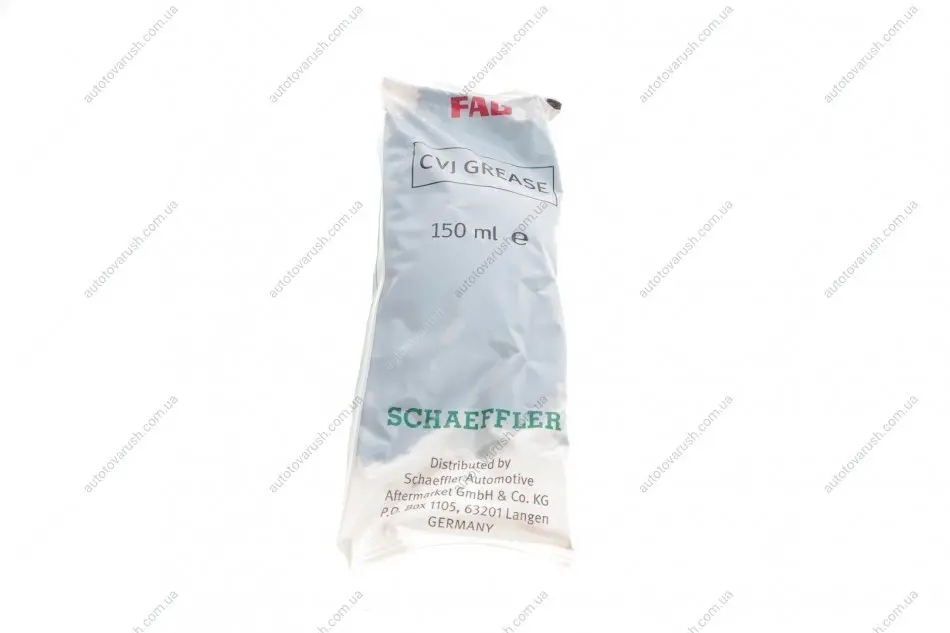 FAG
CVJ GREASE
150 ml e
SCHAEFFLER
Distributed by
Schaeffler Automotive
Aftermarket GmbH & Co. KG
P.O. Box 1105, 63201 Langen
GERMANY
autotovarush.com.ua